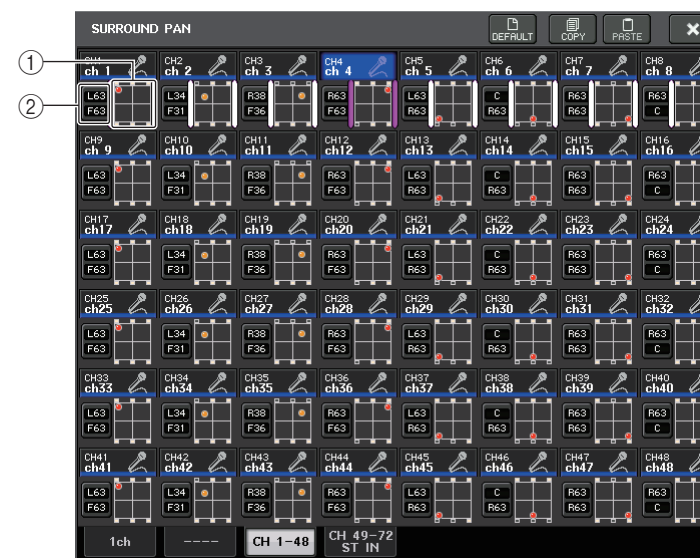 SURROUND PAN DEFAULT COPY PASTE
①
②
CH1 CH2 CH3 CH4 CH5 CH6 CH7 CH8
ch 1 ch 2 ch 3 ch 4 ch 5 ch 6 ch 7 ch 8
L63 L34 R38 R63 L63 C R63 R63
F63 F31 F36 F63 R63 R63 R63 C
CH9 CH10 CH11 CH12 CH13 CH14 CH15 CH16
ch 9 ch10 ch11 ch12 ch13 ch14 ch15 ch16
L63 L34 R38 R63 L63 C R63 R63
F63 F31 F36 F63 R63 R63 R63 C
CH17 CH18 CH19 CH20 CH21 CH22 CH23 CH24
ch17 ch18 ch19 ch20 ch21 ch22 ch23 ch24
L63 L34 R38 R63 L63 C R63 R63
F63 F31 F36 F63 R63 R63 R63 C
CH25 CH26 CH27 CH28 CH29 CH30 CH31 CH32
ch25 ch26 ch27 ch28 ch29 ch30 ch31 ch32
L63 L34 R38 R63 L63 C R63 R63
F63 F31 F36 F63 R63 R63 R63 C
CH33 CH34 CH35 CH36 CH37 CH38 CH39 CH40
ch33 ch34 ch35 ch36 ch37 ch38 ch39 ch40
L63 L34 R38 R63 L63 C R63 R63
F63 F31 F36 F63 R63 R63 R63 C
CH41 CH42 CH43 CH44 CH45 CH46 CH47 CH48
ch41 ch42 ch43 ch44 ch45 ch46 ch47 ch48
L63 L34 R38 R63 L63 C R63 R63
F63 F31 F36 F63 R63 R63 R63 C
1ch ---- CH 1-48 CH 49-72
ST IN